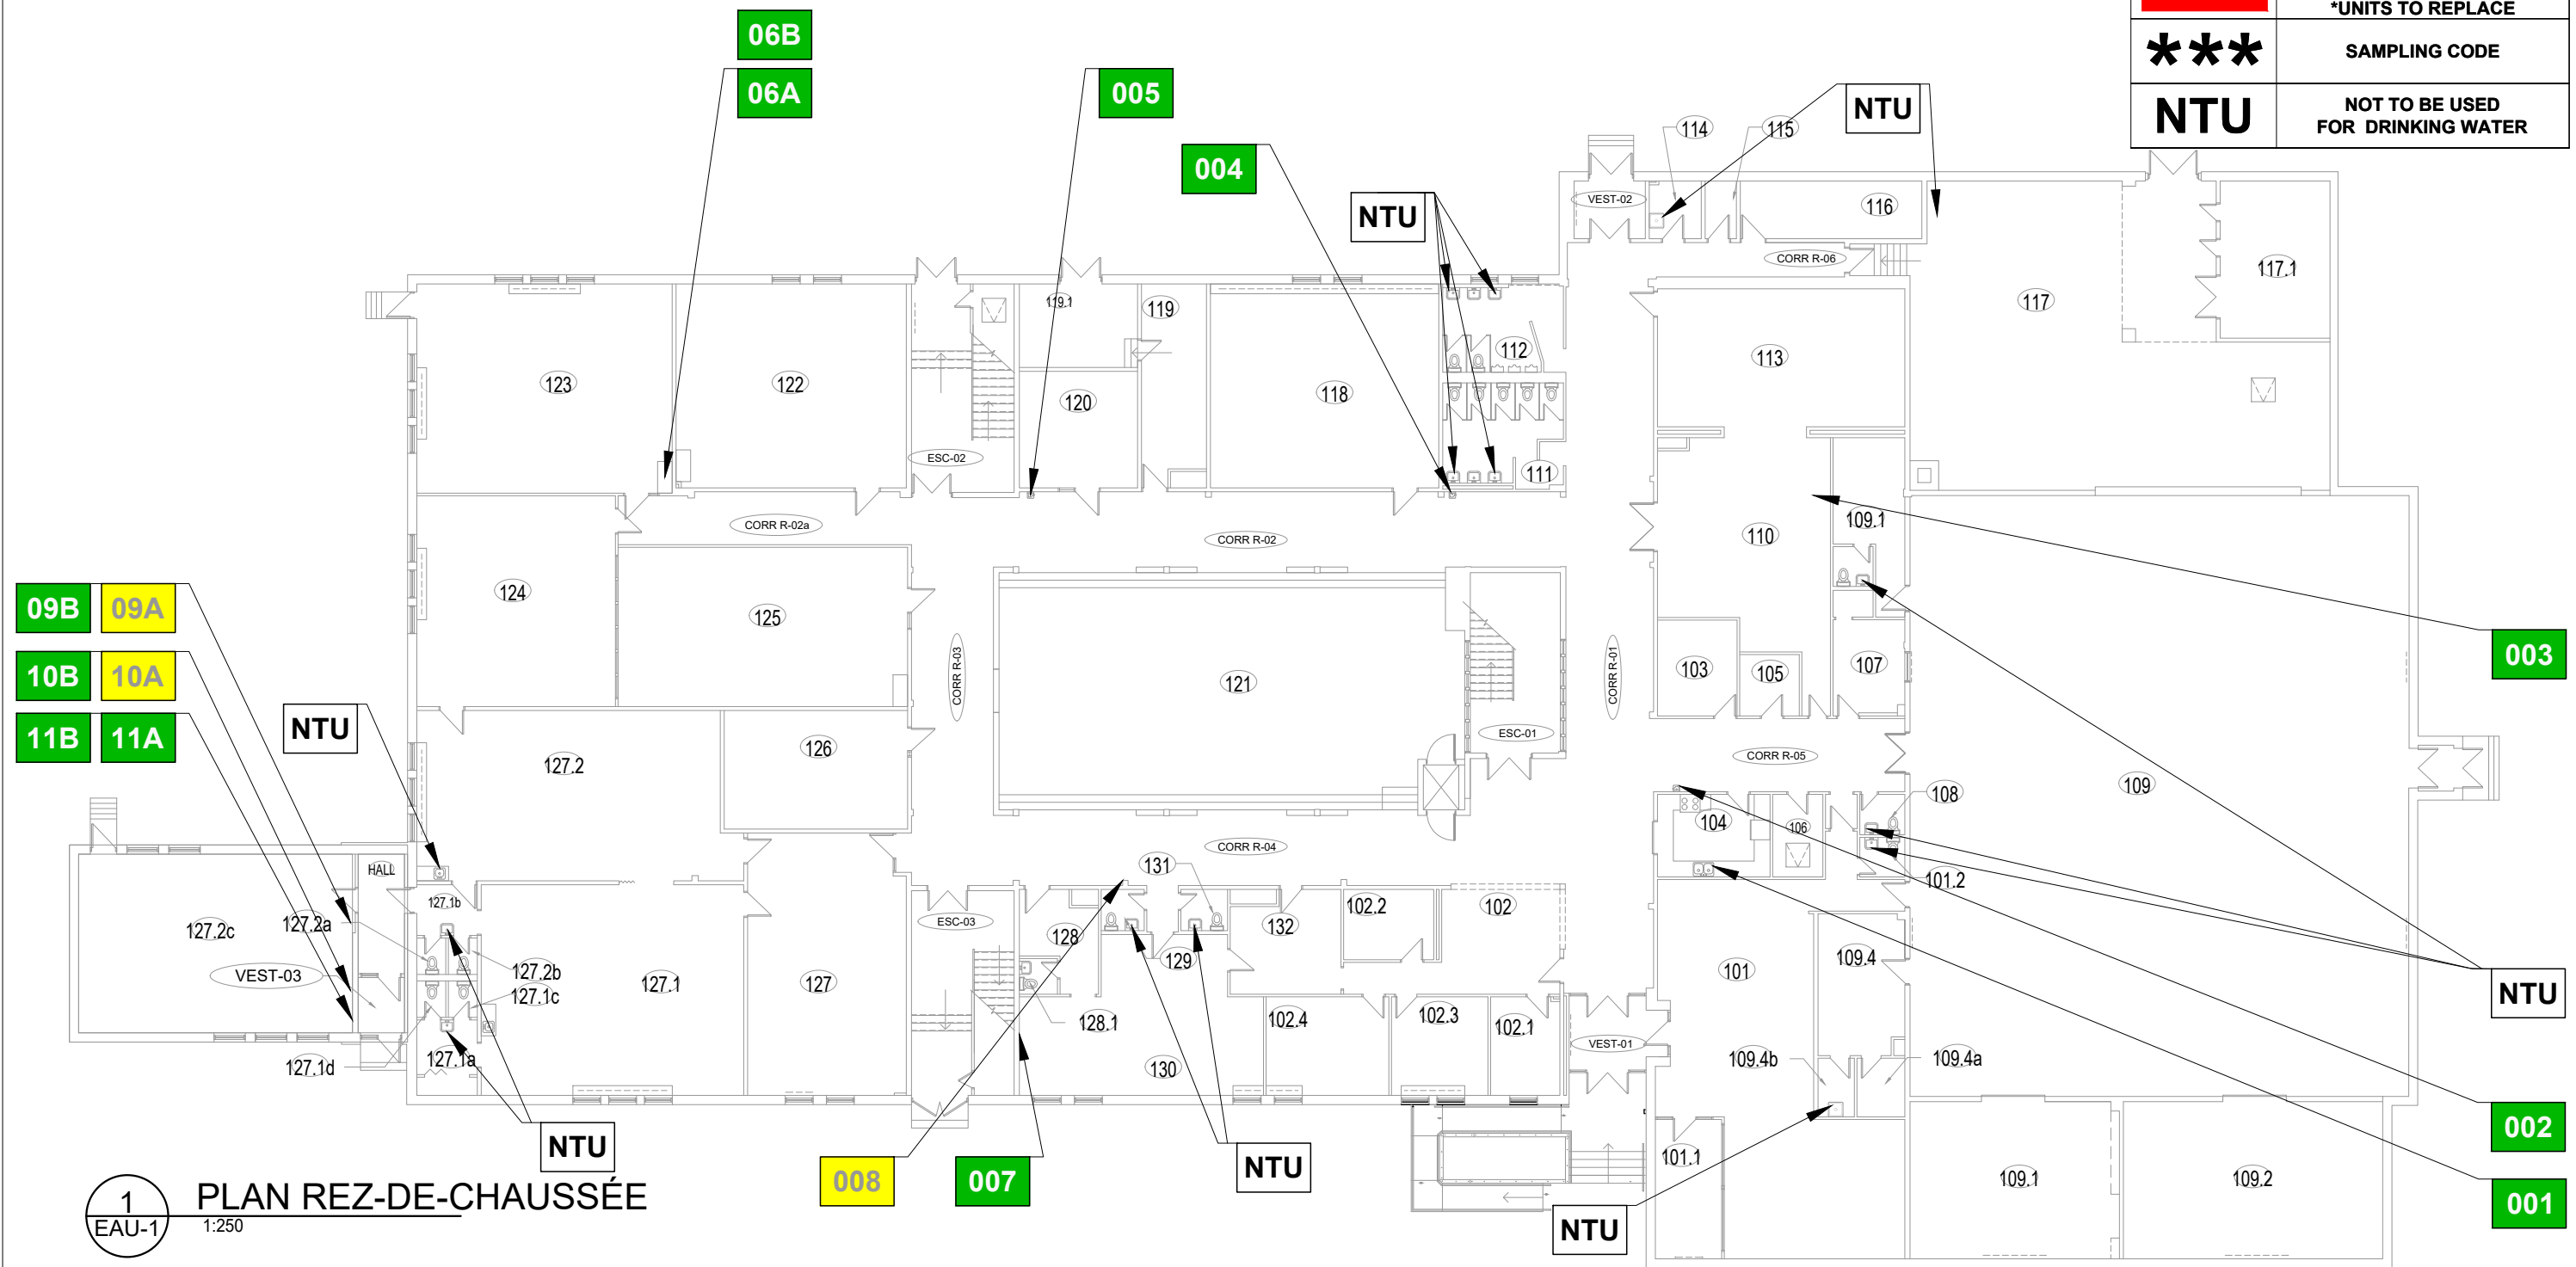 *UNITS TO REPLACE
*** SAMPLING CODE
NTU NOT TO BE USED
FOR DRINKING WATER
06B
06A
005
004
NTU
NTU
114
115
VEST-02
116
CORR R-06
117
117.1
119.1
119
123
122
120
118
112
113
ESC-02
111
CORR R-02a
CORR R-02
110
109.1
09B 09A
10B 10A
11B 11A
NTU
124
125
CORR R-03
121
CORR R-01
103
105
107
003
126
127.2
ESC-01
CORR R-05
109
108
104
106
CORR R-04
HALL
131
101.2
127.1b
127.2c
127.2a
ESC-03
128
132
102.2
102
129
VEST-03
127.2b
127.1c
127.1
127
101
109.4
NTU
128.1
102.4
102.3
102.1
VEST-01
127.1d
127.1a
130
109.4b
109.4a
002
NTU
008
007
NTU
101.1
109.1
109.2
001
NTU
1
EAU-1
PLAN REZ-DE-CHAUSSÉE
1:250